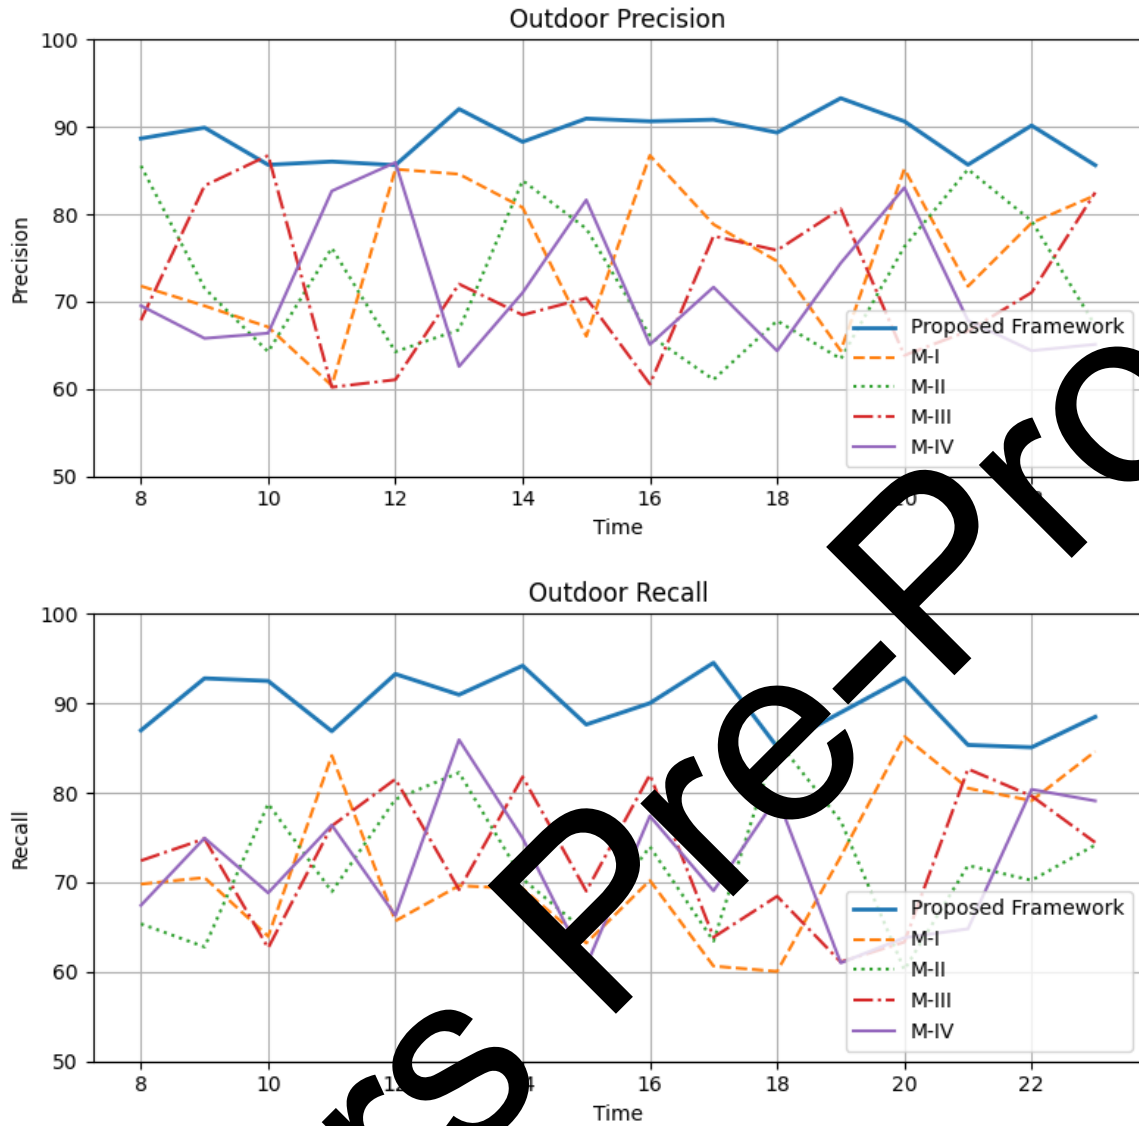 Outdoor Precision
100
90
80
70
60
50
Precision
Proposed Framework
M-I
M-II
M-III
M-IV
8 10 12 14 16 18
Time
Outdoor Recall
100
90
80
70
60
50
Recall
Proposed Framework
M-I
M-II
M-III
M-IV
8 10 16 18 20 22
Time
rs Pre-Pro